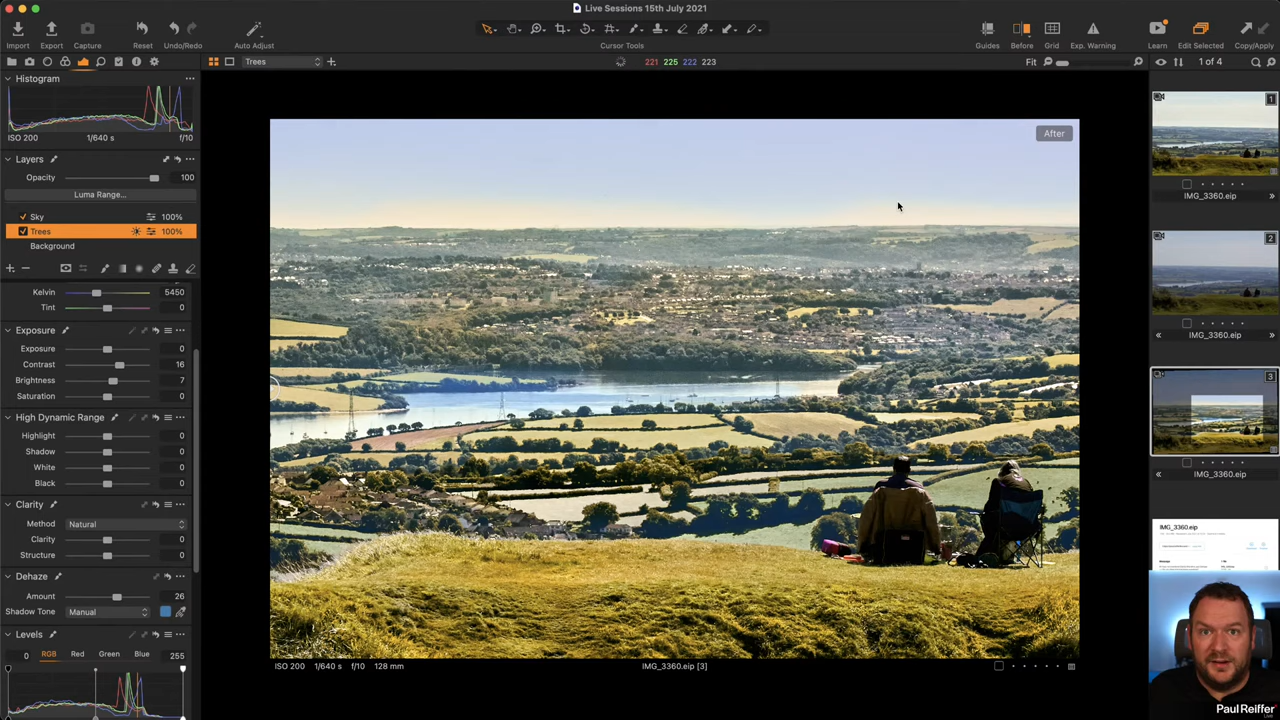 Live Sessions 15th July 2021
Import
Export
Capture
Reset
Undo/Redo
Auto Adjust
Cursor Tools
Guides
Before
Grid
Exp. Warning
Learn
Edit Selected
Copy/Apply
Trees
221 225 222 223
Fit
1 of 4
Histogram
ISO 200 1/640 s f/10
Layers
Opacity 100
Luma Range...
Sky 100%
Trees 100%
Background
Kelvin 5450
Tint 0
Exposure
Exposure 0
Contrast 16
Brightness 7
Saturation 0
High Dynamic Range
Highlight 0
Shadow 0
White 0
Black 0
Clarity
Method Natural
Clarity 0
Structure 0
Dehaze
Amount 26
Shadow Tone Manual
Levels
0 RGB Red Green Blue 255
After
ISO 200 1/640 s f/10 128 mm
IMG_3360.eip [3]
1
IMG_3360.eip
2
IMG_3360.eip
3
IMG_3360.eip
IMG_3360.eip
Paul Reiffer
Live